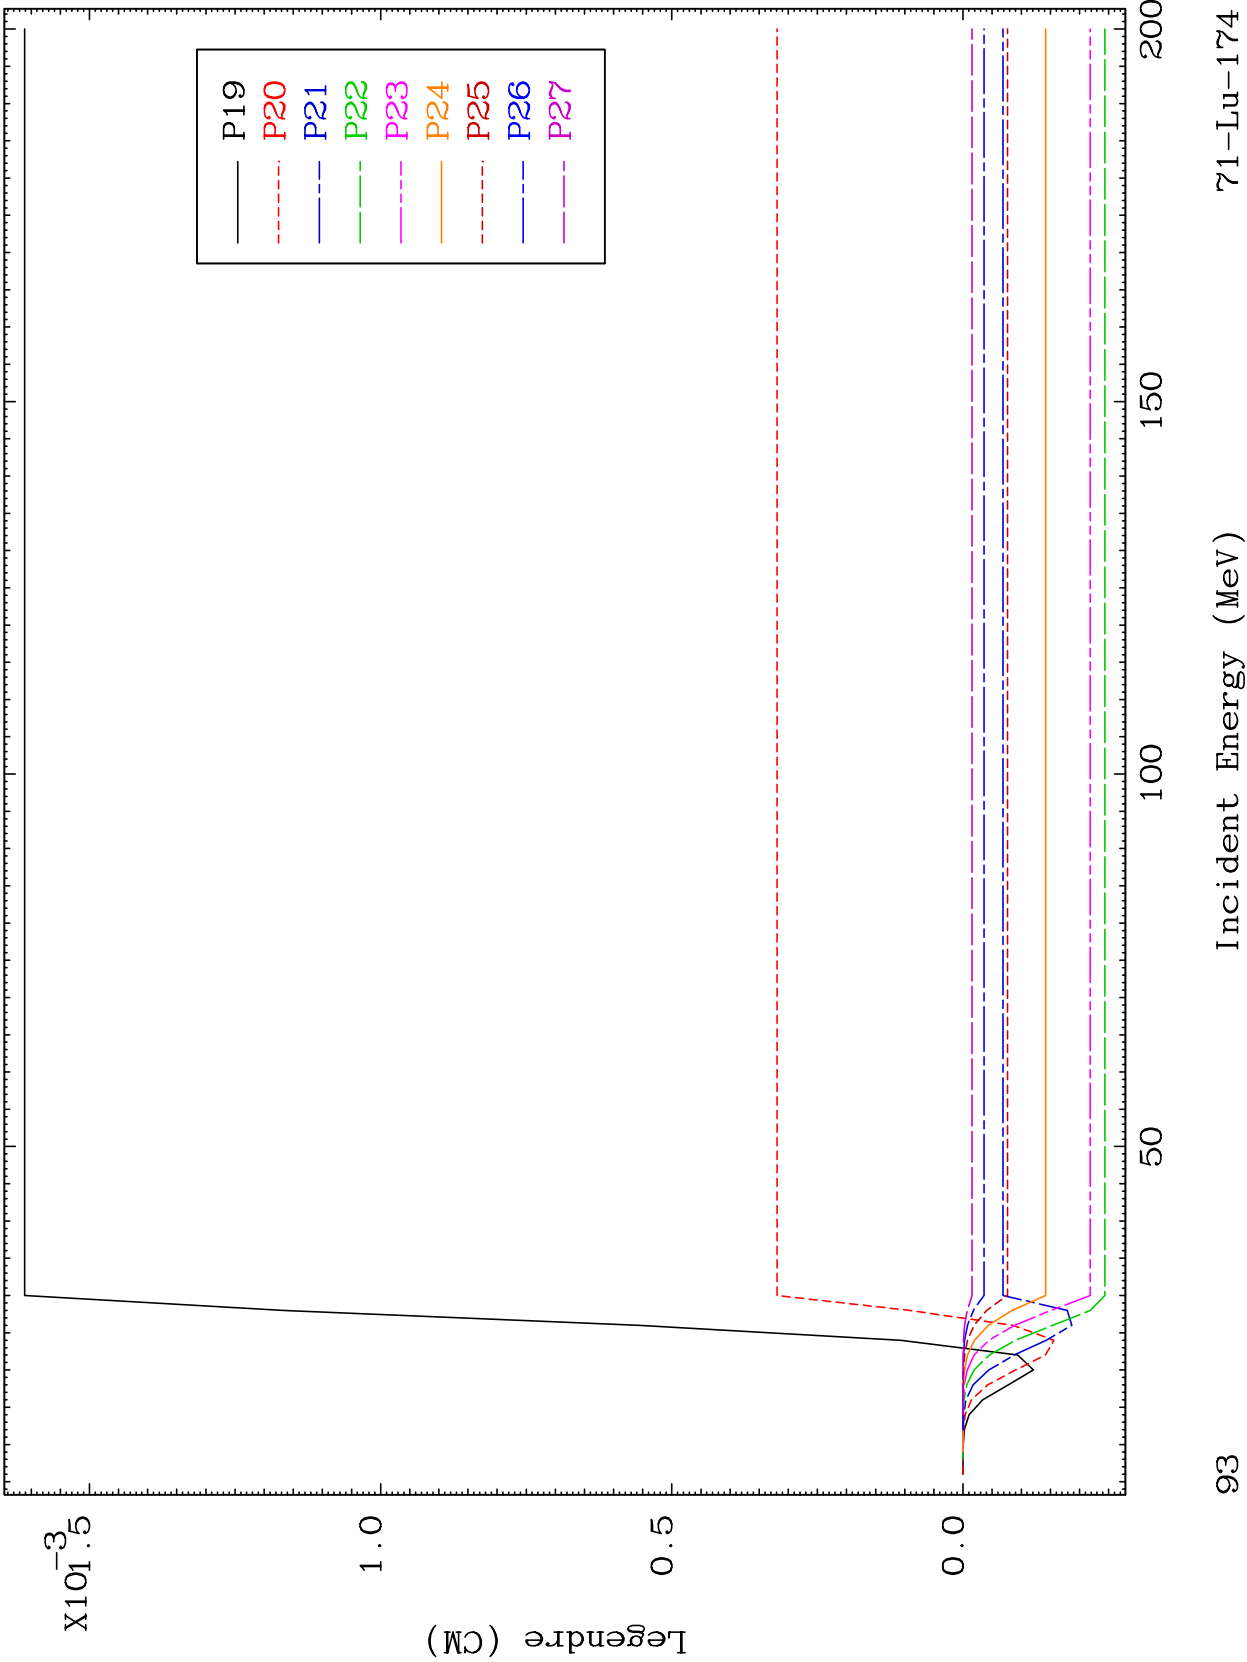 X10-3
1.5
1.0
0.5
0.0
Legendre (CM)
P19
P20
P21
P22
P23
P24
P25
P26
P27
50
100
150
200
93
Incident Energy (MeV)
71-Lu-174